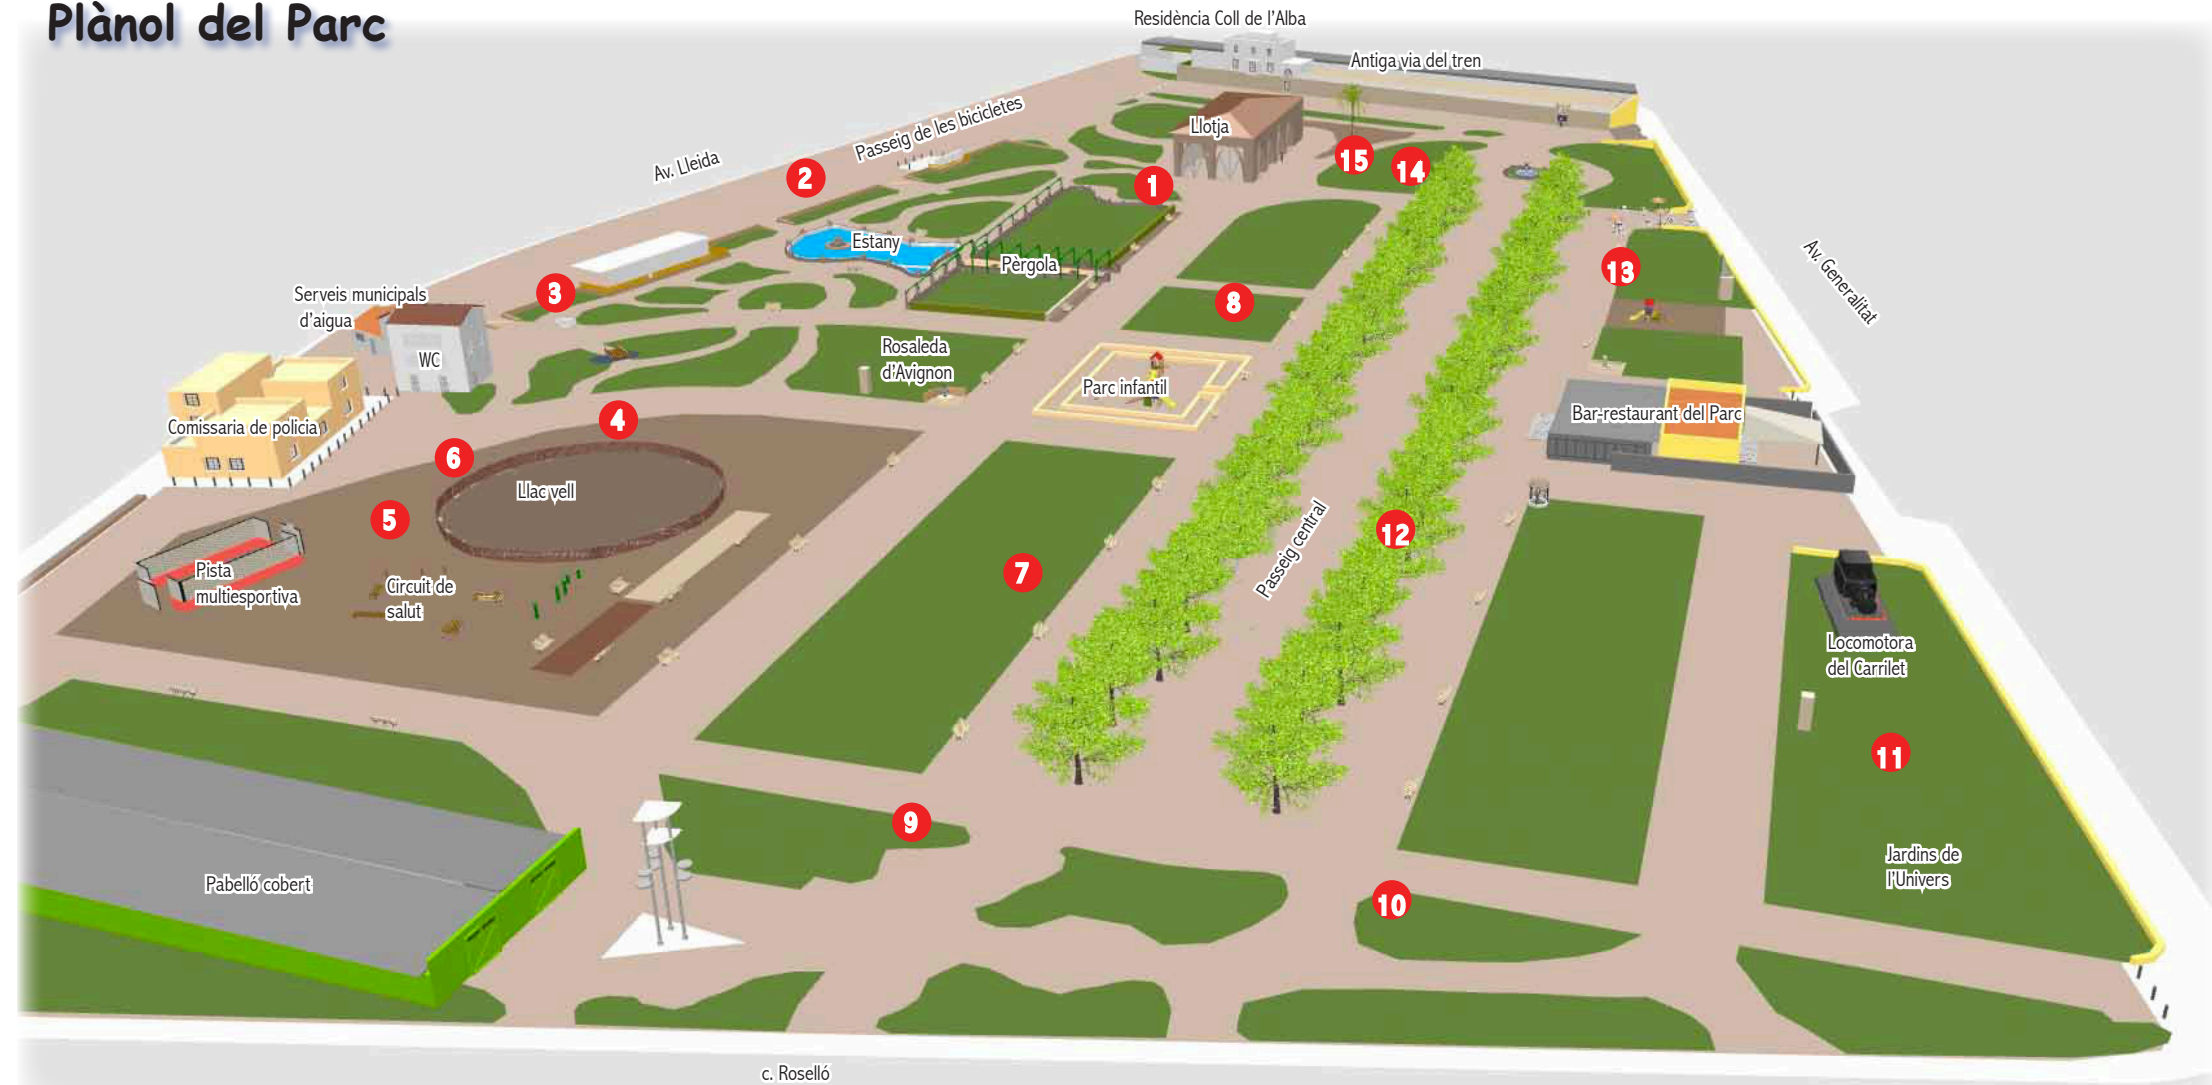 Plànol del Parc
Residència Coll de l'Alba
Antiga via del tren
Passeig de les bicicletes
Av. Lleida
Llotja
15
14
2
1
Estany
Pèrgola
13
Av. Generalitat
Serveis municipals
d'aigua
3
8
WC
Rosaleda
d'Avignon
Parc infantil
Comissaria de policia
4
6
Bar-restaurant del Parc
Llac vell
5
Passeig central
12
7
Pista
multiesportiva
Circuït de
salut
Locomotora
del Carrilet
11
9
Pabelló cobert
10
Jardins de
l'Univers
c. Roselló